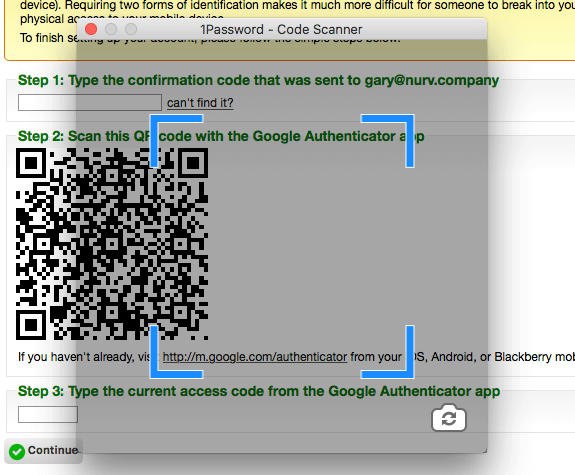 device). Requiring two forms of identification makes it much more difficult for someone to break into you
physical access to your mobile device.
To finish setting up your account, please follow the simple steps below.
1Password - Code Scanner
Step 1: Type the confirmation code that was sent to gary@nurv.company
can't find it?
Step 2: Scan this QR code with the Google Authenticator app
If you haven't already, visit http://m.google.com/authenticator from your iOS, Android, or Blackberry mob
Step 3: Type the current access code from the Google Authenticator app
Continue